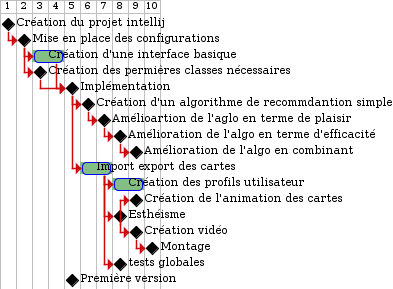 1 2 3 4 5 6 7 8 9 10
Création du projet intellij
Mise en place des configurations
Création d'une interface basique
Création des permières classes nécessaires
Implémentation
Création d'un algorithme de recommdantion simple
Amélioartion de l'aglo en terme de plaisir
Amélioration de l'algo en terme d'efficacité
Amélioration de l'algo en combinant
Import export des cartes
Création des profils utilisateur
Création de l'animation des cartes
Esthéisme
Création vidéo
Montage
tests globales
Première version